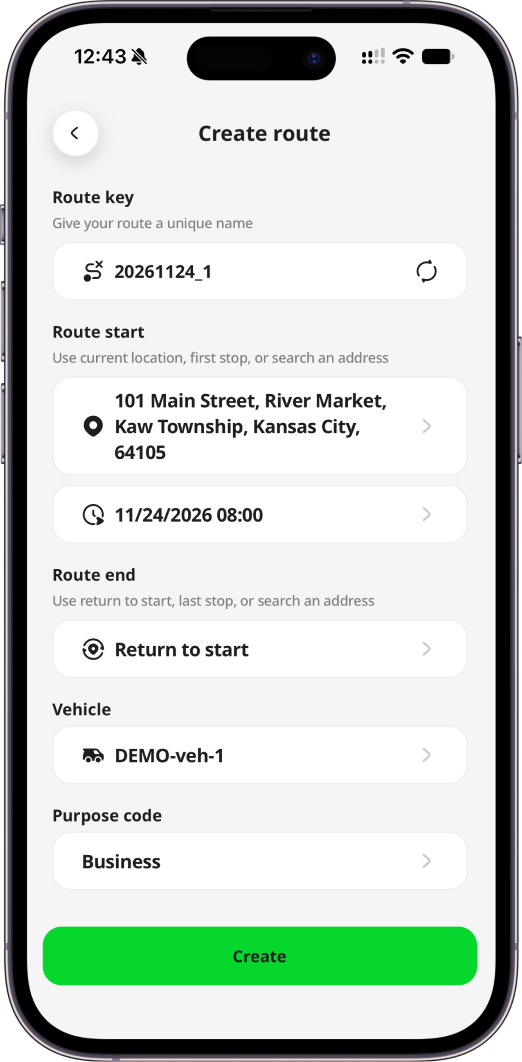 12:43
Create route
Route key
Give your route a unique name
20261124_1
Route start
Use current location, first stop, or search an address
101 Main Street, River Market,
Kaw Township, Kansas City,
64105
11/24/2026 08:00
Route end
Use return to start, last stop, or search an address
Return to start
Vehicle
DEMO-veh-1
Purpose code
Business
Create